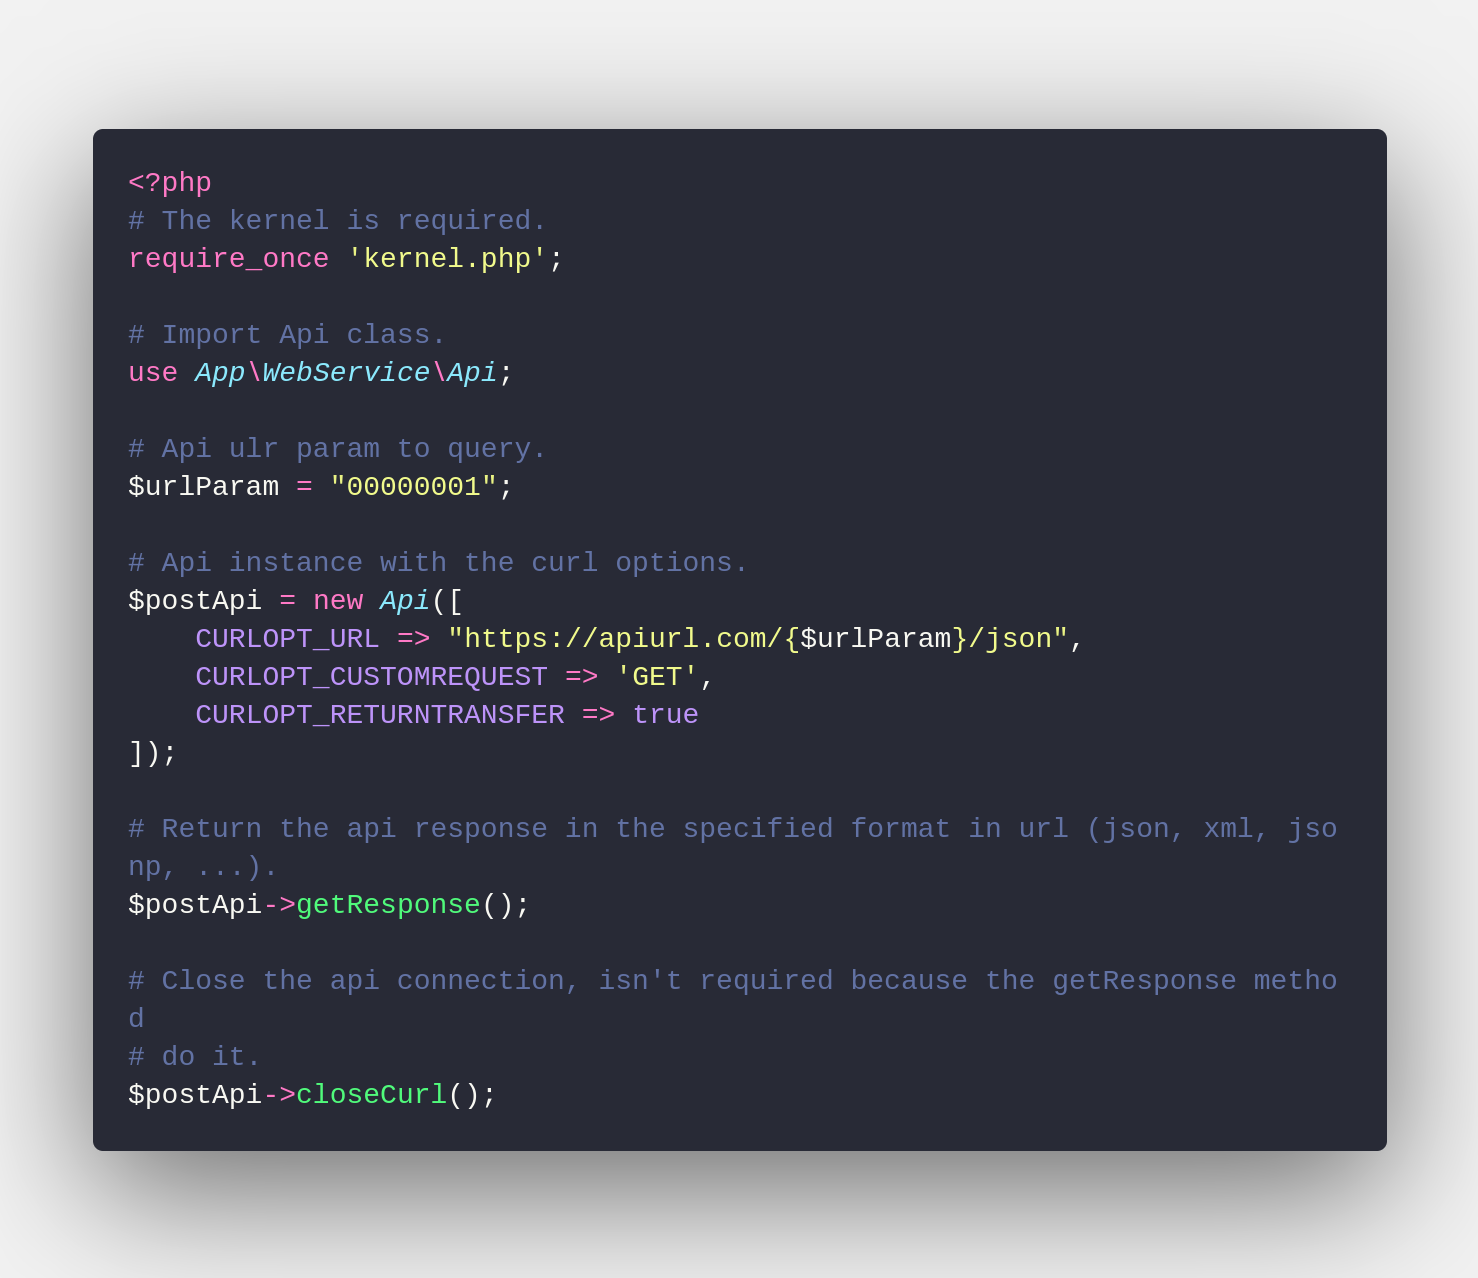 <?php
# The kernel is required.
require_once 'kernel.php';

# Import Api class.
use App\WebService\Api;

# Api ulr param to query.
$urlParam = "00000001";

# Api instance with the curl options.
$postApi = new Api([
    CURLOPT_URL => "https://apiurl.com/{$urlParam}/json",
    CURLOPT_CUSTOMREQUEST => 'GET',
    CURLOPT_RETURNTRANSFER => true
]);

# Return the api response in the specified format in url (json, xml, jso
np, ...).
$postApi->getResponse();

# Close the api connection, isn't required because the getResponse metho
d
# do it.
$postApi->closeCurl();